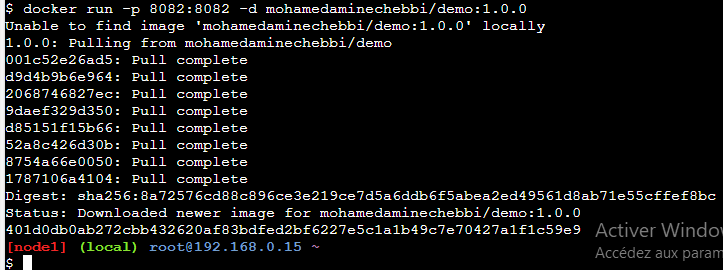 $ docker run -p 8082:8082 -d mohamedaminechebbi/demo:1.0.0
Unable to find image 'mohamedaminechebbi/demo:1.0.0' locally
1.0.0: Pulling from mohamedaminechebbi/demo
001c52e26ad5: Pull complete
d9d4b9b6e964: Pull complete
2068746827ec: Pull complete
9daef329d350: Pull complete
d85151f15b66: Pull complete
52a8c426d30b: Pull complete
8754a66e0050: Pull complete
1787106a4104: Pull complete
Digest: sha256:8a72576cd88c896ce3e219ce7d5a6ddb6f5abea2ed49561d8ab71e55cffef8bc
Status: Downloaded newer image for mohamedaminechebbi/demo:1.0.0
401d0db0ab272cbb432620af83bdfed2bf6227e5c1a1b49c7e70427a1f1c59e9
Activer Window
[node1] (local) root@192.168.0.15 ~
Accédez aux param
$